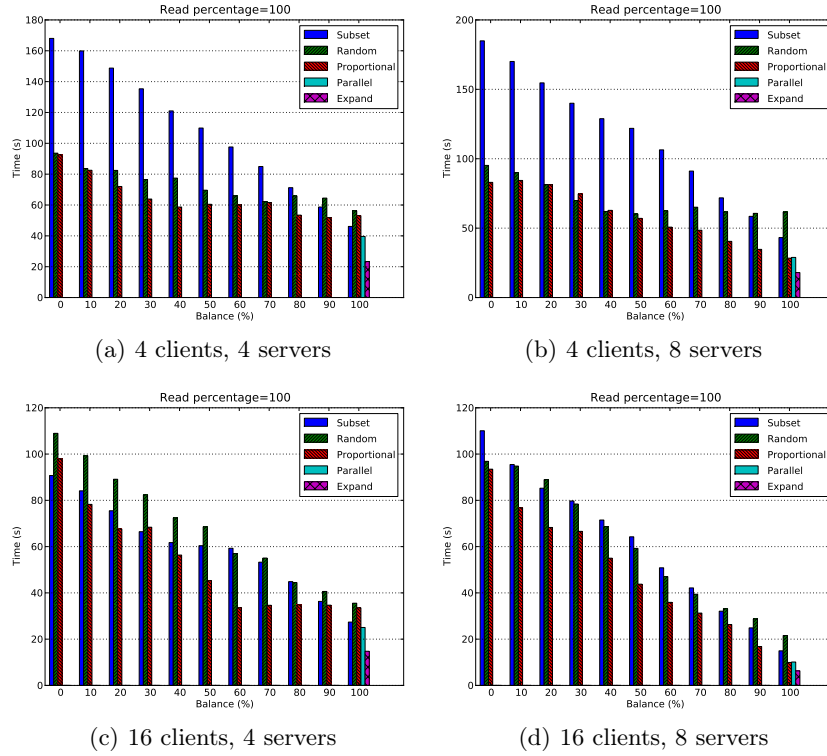 Read percentage=100
180
160
140
120
100
80
60
40
20
0
Time (s)
Subset
Random
Proportional
Parallel
Expand
0 10 20 30 40 50 60 70 80 90 100
Balance (%)
(a) 4 clients, 4 servers
Read percentage=100
200
150
100
50
0
Time (s)
Subset
Random
Proportional
Parallel
Expand
0 10 20 30 40 50 60 70 80 90 100
Balance (%)
(b) 4 clients, 8 servers
Read percentage=100
120
100
80
60
40
20
0
Time (s)
Subset
Random
Proportional
Parallel
Expand
0 10 20 30 40 50 60 70 80 90 100
Balance (%)
(c) 16 clients, 4 servers
Read percentage=100
120
100
80
60
40
20
0
Time (s)
Subset
Random
Proportional
Parallel
Expand
0 10 20 30 40 50 60 70 80 90 100
Balance (%)
(d) 16 clients, 8 servers